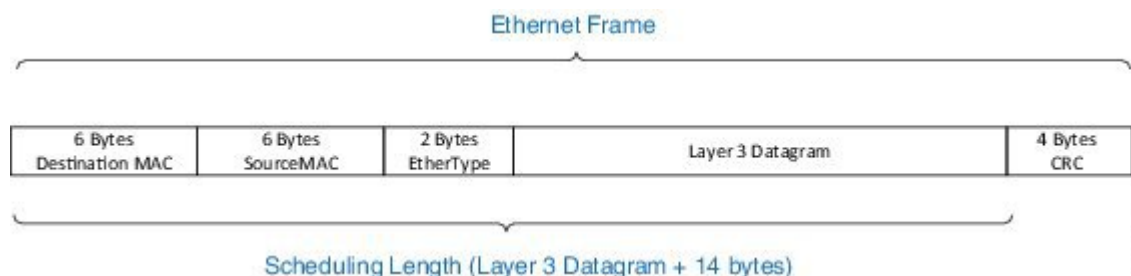 Ethernet Frame
6 Bytes
Destination MAC
6 Bytes
SourceMAC
2 Bytes
EtherType
Layer 3 Datagram
4 Bytes
CRC
Scheduling Length (Layer 3 Datagram + 14 bytes)